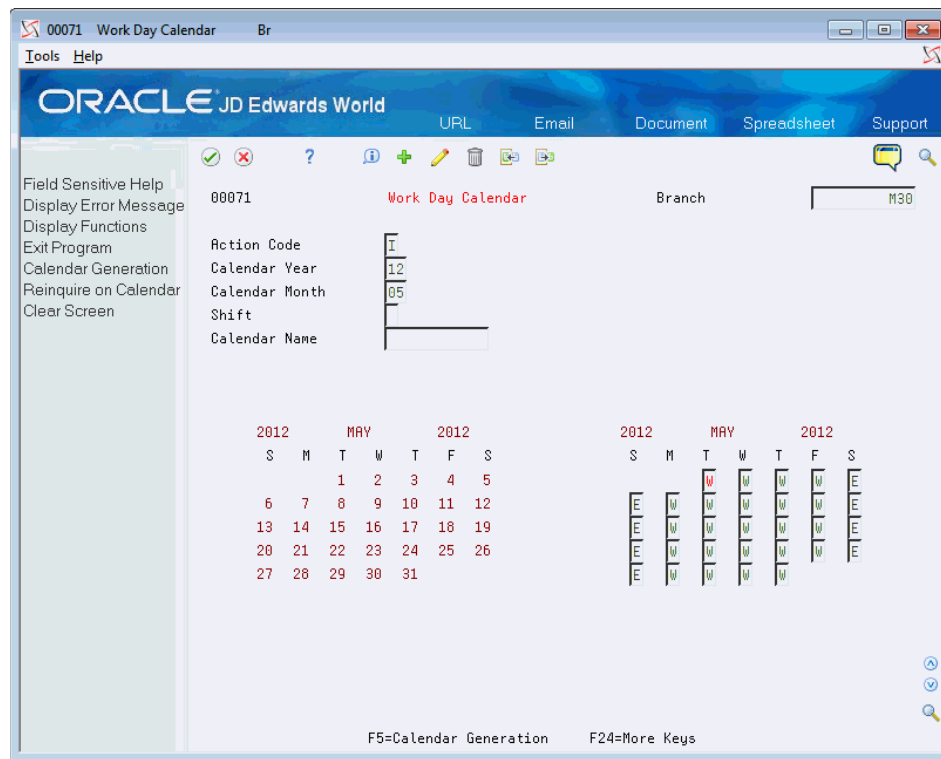 00071 Work Day Calendar Br
Tools Help
ORACLE JD Edwards World
URL Email Document Spreadsheet Support
Field Sensitive Help
Display Error Message
Display Functions
Exit Program
Calendar Generation
Reinquire on Calendar
Clear Screen
00071 Work Day Calendar Branch M30
Action Code I
Calendar Year 12
Calendar Month 05
Shift
Calendar Name
2012 MAY 2012 2012 MAY 2012
S M T W T F S S M T W T F S
1 2 3 4 5 W W W W E
6 7 8 9 10 11 12 E W W W W W E
13 14 15 16 17 18 19 E W W W W W E
20 21 22 23 24 25 26 E W W W W W E
27 28 29 30 31 E W W W W
F5=Calendar Generation F24=More Keys